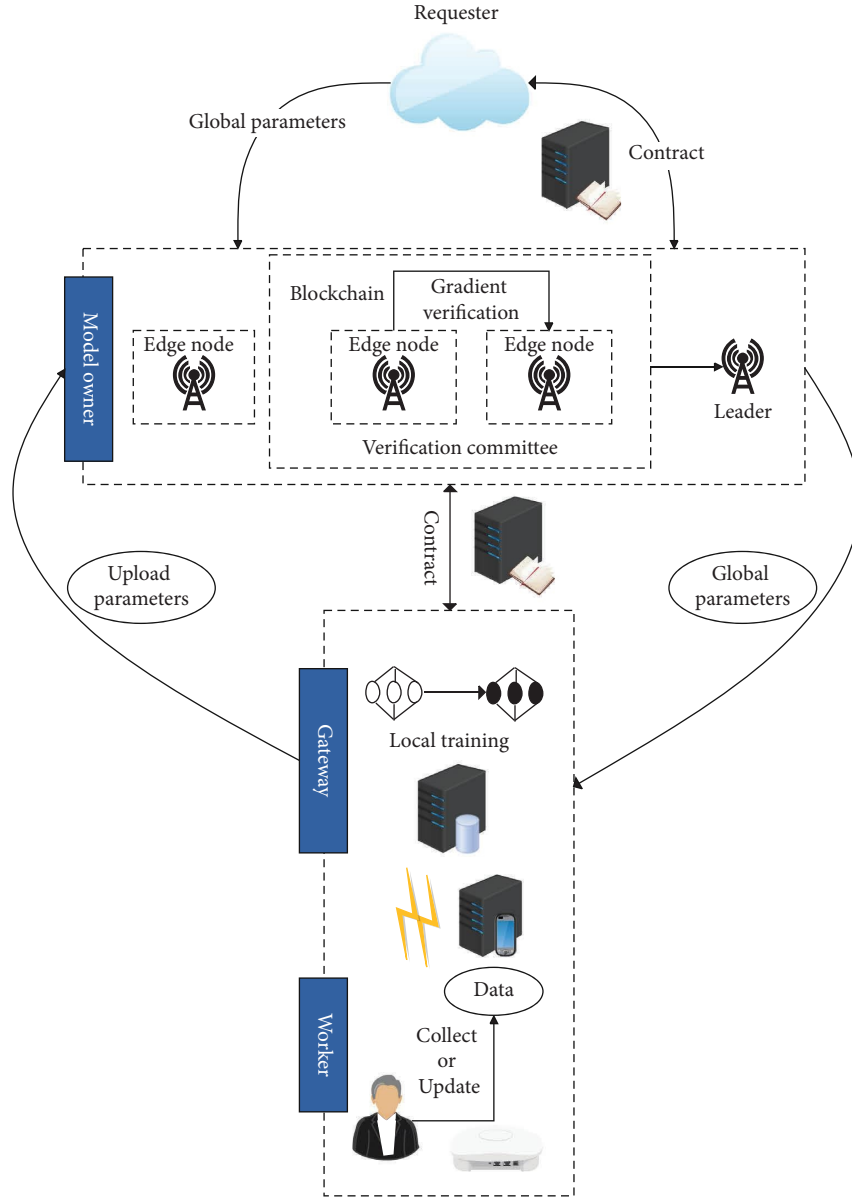 Requester
Global parameters
Contract
Model owner
Blockchain
Gradient
verification
Edge node
Edge node
Edge node
Leader
Verification committee
Contract
Upload
parameters
Global
parameters
Gateway
Local training
Worker
Data
Collect
or
Update